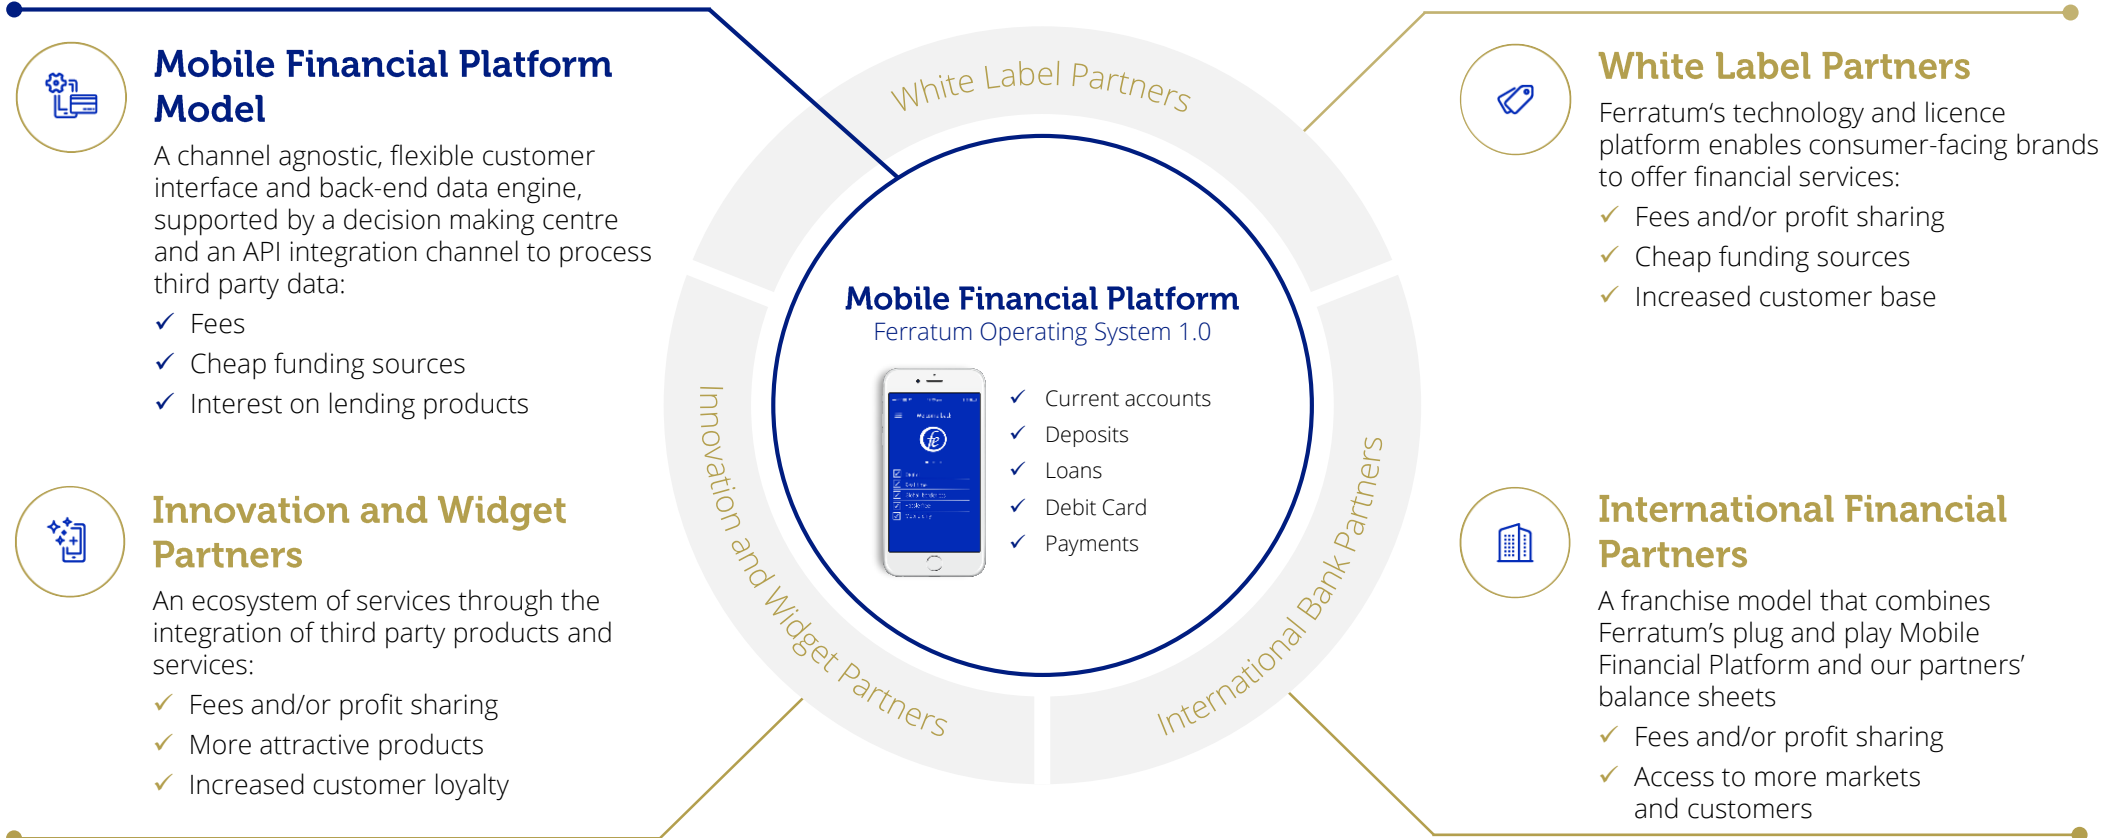 Mobile Financial Platform
Model
A channel agnostic, flexible customer
interface and back-end data engine,
supported by a decision making centre
and an API integration channel to process
third party data:
✓ Fees
✓ Cheap funding sources
✓ Interest on lending products
Innovation and Widget
Partners
An ecosystem of services through the
integration of third party products and
services:
✓ Fees and/or profit sharing
✓ More attractive products
✓ Increased customer loyalty
White Label Partners
Innovation and Widget Partners
International Bank Partners
Mobile Financial Platform
Ferratum Operating System 1.0
Welcome back
fe
✓ Current accounts
✓ Deposits
✓ Loans
✓ Debit Card
✓ Payments
White Label Partners
Ferratum‘s technology and licence
platform enables consumer-facing brands
to offer financial services:
✓ Fees and/or profit sharing
✓ Cheap funding sources
✓ Increased customer base
International Financial
Partners
A franchise model that combines
Ferratum’s plug and play Mobile
Financial Platform and our partners’
balance sheets
✓ Fees and/or profit sharing
✓ Access to more markets
and customers